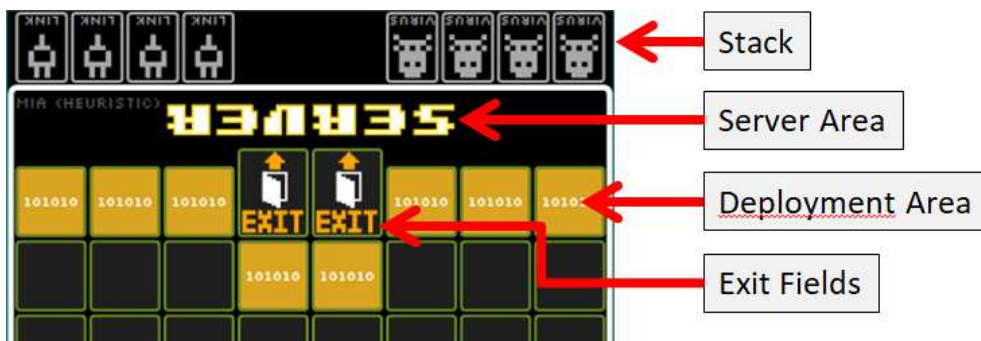 LINK LINK LINK LINK VIRUS VIRUS VIRUS VIRUS
Stack
MIA (HEURISTIC)
SERVER
Server Area
101010 101010 101010 EXIT EXIT 101010 101010
Deployment Area
101010 101010
Exit Fields